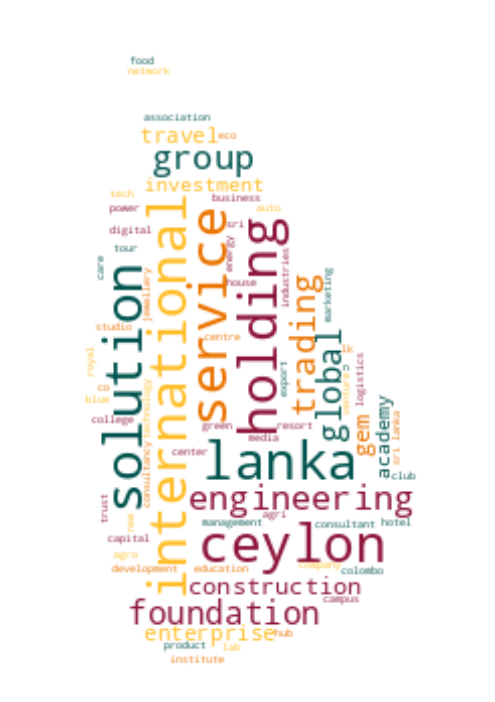 food
network
association
travel
eco
group
investment
tech
business
power
auto
sri
digital
tour
energy
care
house
industries
jewellery
marketing
solution
international
service
holding
trading
global
studio
centre
lk
royal
export
venture
c
logistics
co
blue
technology
college
green
resort
gem
academy
sri lanka
media
center
lanka
consultancy
club
engineering
trust
new
management
agri
consultant
hotel
capital
ceylon
agro
development
education
company
colombo
construction
campus
foundation
enterprise
hub
product
lab
institute